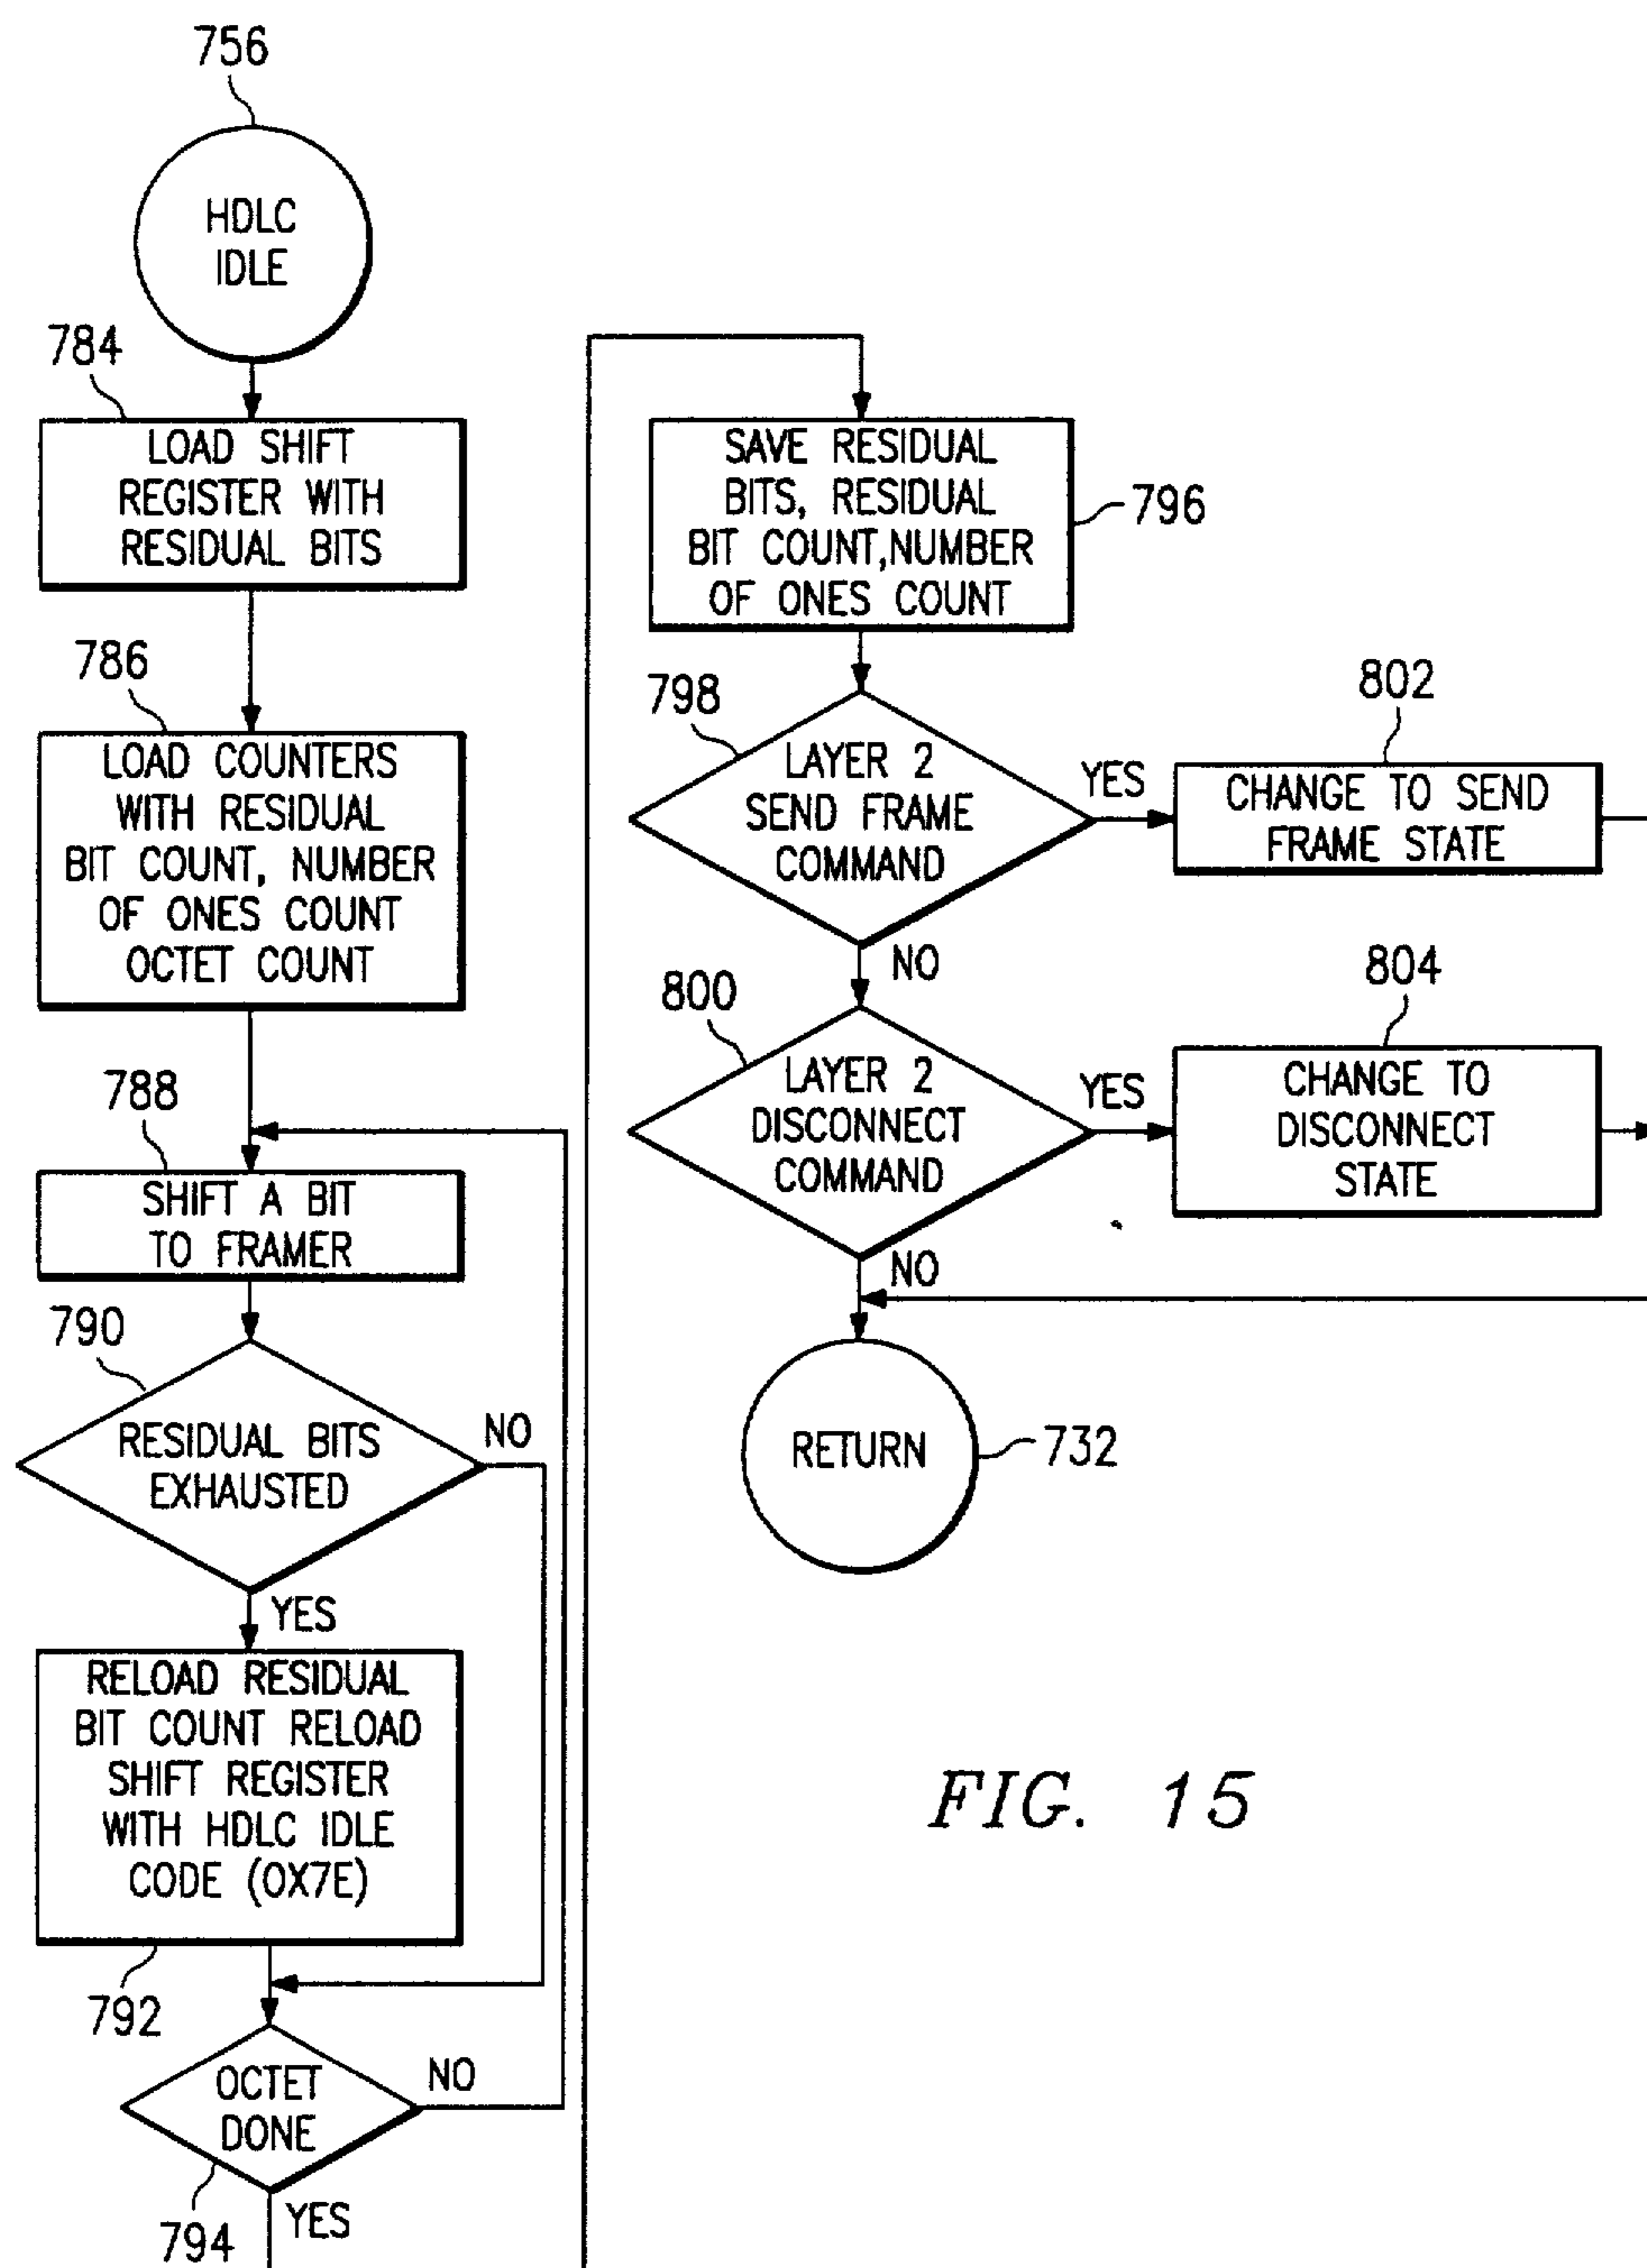 756
HDLC
IDLE
784
LOAD SHIFT
REGISTER WITH
RESIDUAL BITS
786
LOAD COUNTERS
WITH RESIDUAL
BIT COUNT, NUMBER
OF ONES COUNT
OCTET COUNT
788
SHIFT A BIT
TO FRAMER
790
RESIDUAL BITS
EXHAUSTED
NO
YES
RELOAD RESIDUAL
BIT COUNT RELOAD
SHIFT REGISTER
WITH HDLC IDLE
CODE (0X7E)
792
OCTET
DONE
NO
794
YES
SAVE RESIDUAL
BITS, RESIDUAL
BIT COUNT,NUMBER
OF ONES COUNT
796
798
LAYER 2
SEND FRAME
COMMAND
YES
802
CHANGE TO SEND
FRAME STATE
NO
800
LAYER 2
DISCONNECT
COMMAND
YES
804
CHANGE TO
DISCONNECT
STATE
NO
RETURN
732
FIG. 15